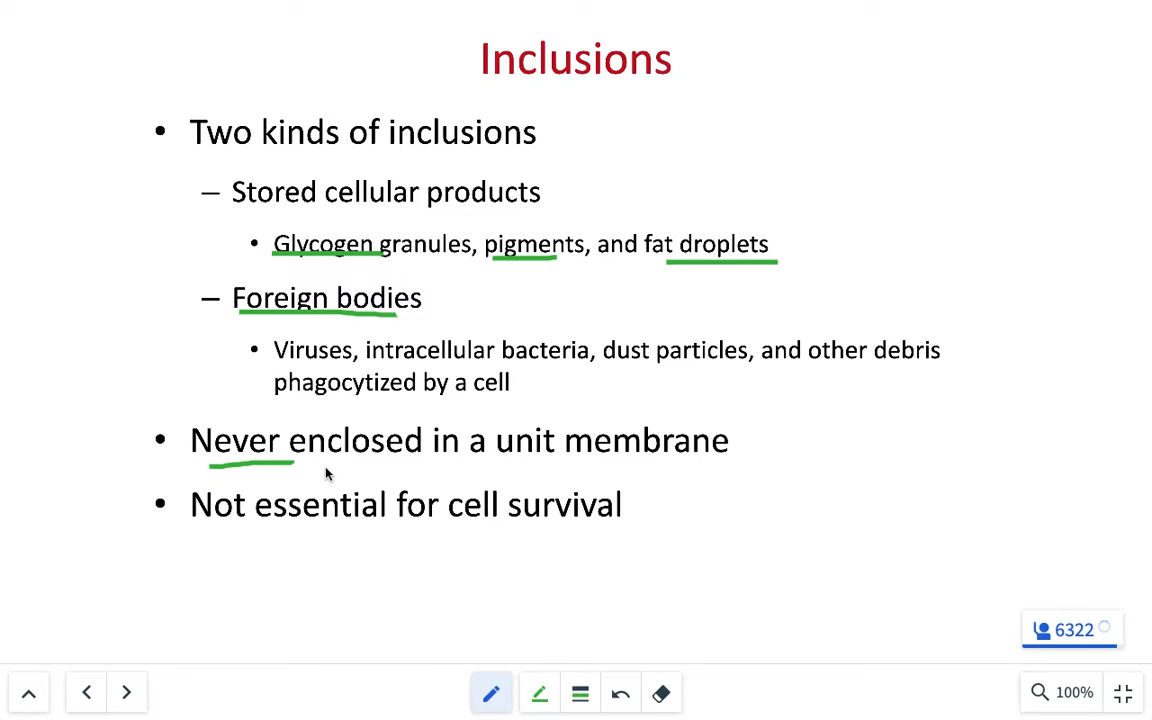 Inclusions
• Two kinds of inclusions
– Stored cellular products
• Glycogen granules, pigments, and fat droplets
– Foreign bodies
• Viruses, intracellular bacteria, dust particles, and other debris
phagocytized by a cell
• Never enclosed in a unit membrane
• Not essential for cell survival
6322
100%